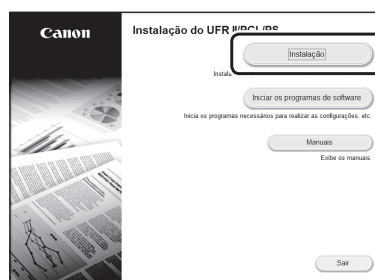 Canon
Instalação do UFR II/PCL/PS
Instalação
Iniciar os programas de software
Inicia os programas necessários para realizar as configurações, etc
Manuais
Exibe os manuais.
Sair